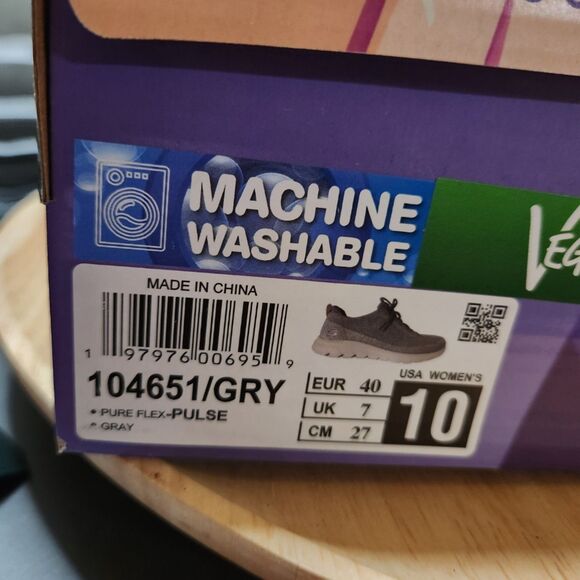 MACHINE
WASHABLE
MADE IN CHINA
1 97976 00695 9
104651/GRY
• PURE FLEX-PULSE
• GRAY
EUR 40
UK 7
CM 27
USA WOMEN'S
10